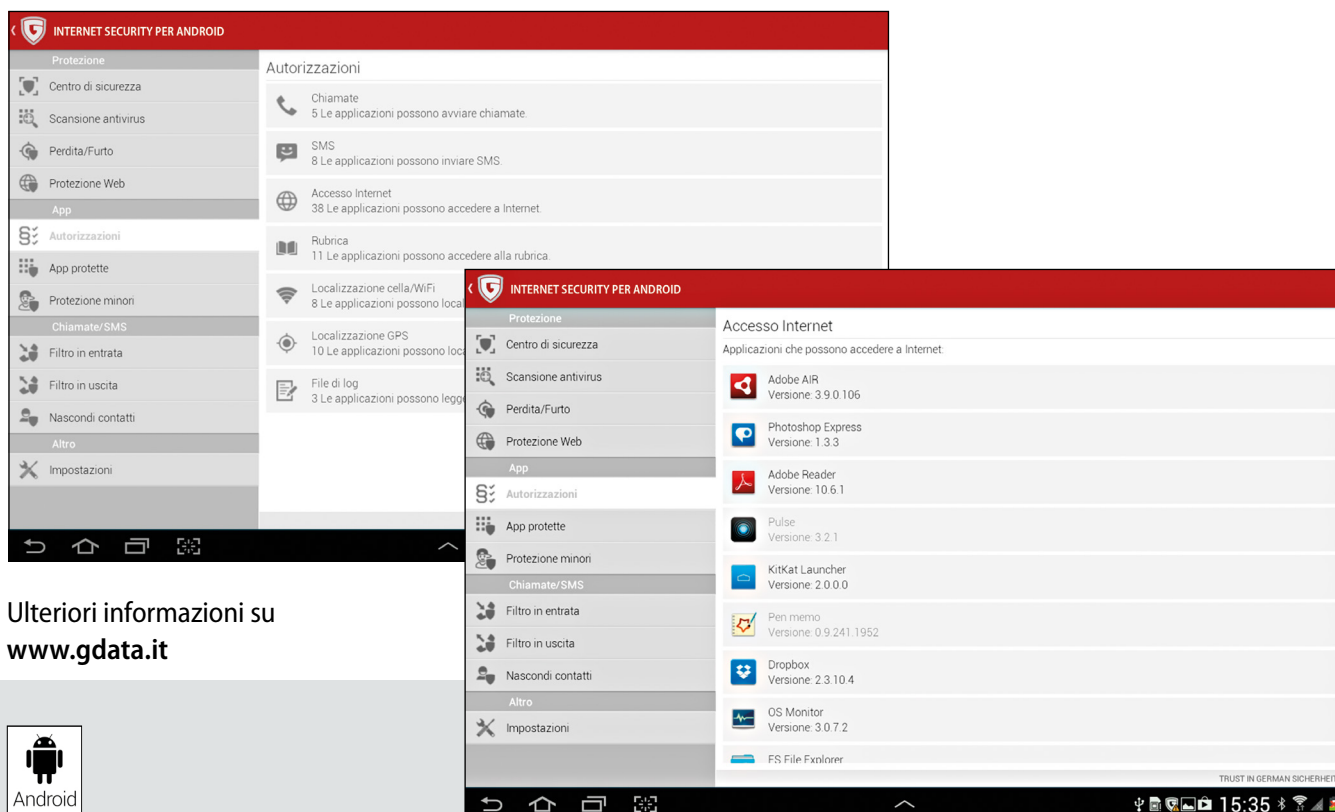 INTERNET SECURITY PER ANDROID
Protezione
Centro di sicurezza
Scansione antivirus
Perdita/Furto
Protezione Web
App
Autorizzazioni
App protette
Protezione minori
Chiamate/SMS
Filtro in entrata
Filtro in uscita
Nascondi contatti
Altro
Impostazioni
Autorizzazioni
Chiamate
5 Le applicazioni possono avviare chiamate.
SMS
8 Le applicazioni possono inviare SMS.
Accesso Internet
38 Le applicazioni possono accedere a Internet.
Rubrica
11 Le applicazioni possono accedere alla rubrica.
Localizzazione cella/WiFi
8 Le applicazioni possono
Localizzazione GPS
10 Le applicazioni possono
File di log
3 Le applicazioni possono
INTERNET SECURITY PER ANDROID
Protezione
Centro di sicurezza
Scansione antivirus
Perdita/Furto
Protezione Web
App
Autorizzazioni
App protette
Protezione minori
Chiamate/SMS
Filtro in entrata
Filtro in uscita
Nascondi contatti
Altro
Impostazioni
Accesso Internet
Applicazioni che possono accedere a Internet:
Adobe AIR
Versione: 3.9.0.106
Photoshop Express
Versione: 1.3.3
Adobe Reader
Versione: 10.6.1
Pulse
Versione: 3.2.1
KitKat Launcher
Versione: 2.0.0.0
Pen memo
Versione: 0.9.241.1952
Dropbox
Versione: 2.3.10.4
OS Monitor
Versione: 3.0.7.2
ES File Explorer
TRUST IN GERMAN SICHERHEIT
15:35
Ulteriori informazioni su
www.gdata.it
Android